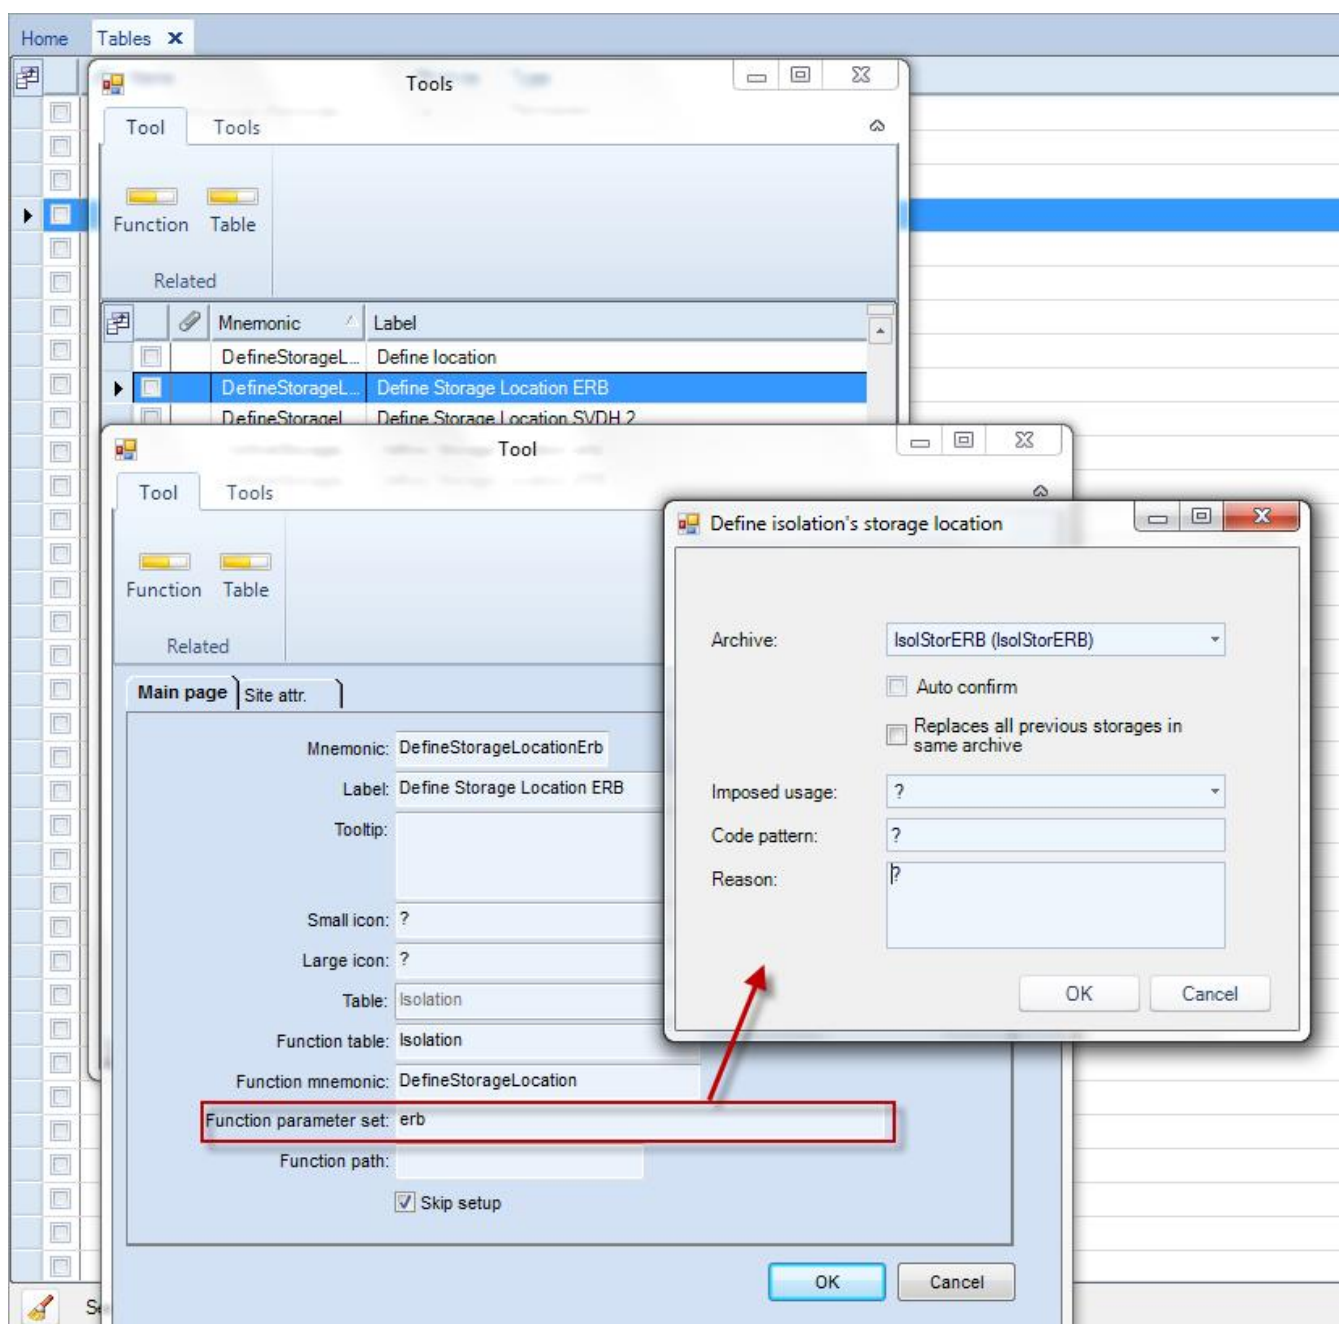 Home Tables
Tools
Tool Tools
Function Table
Related
Mnemonic Label
DefineStorageL... Define location
DefineStorageL... Define Storage Location ERB
DefineStorageL Define Storage Location SVDH 2
Tool
Tool Tools
Function Table
Related
Main page Site attr.
Mnemonic: DefineStorageLocationErb
Label: Define Storage Location ERB
Tooltip:
Small icon: ?
Large icon: ?
Table: Isolation
Function table: Isolation
Function mnemonic: DefineStorageLocation
Function parameter set: erb
Function path:
Skip setup
OK Cancel
Define isolation's storage location
Archive: IsolStorERB (IsolStorERB)
Auto confirm
Replaces all previous storages in
same archive
Imposed usage: ?
Code pattern: ?
Reason: ?
OK Cancel